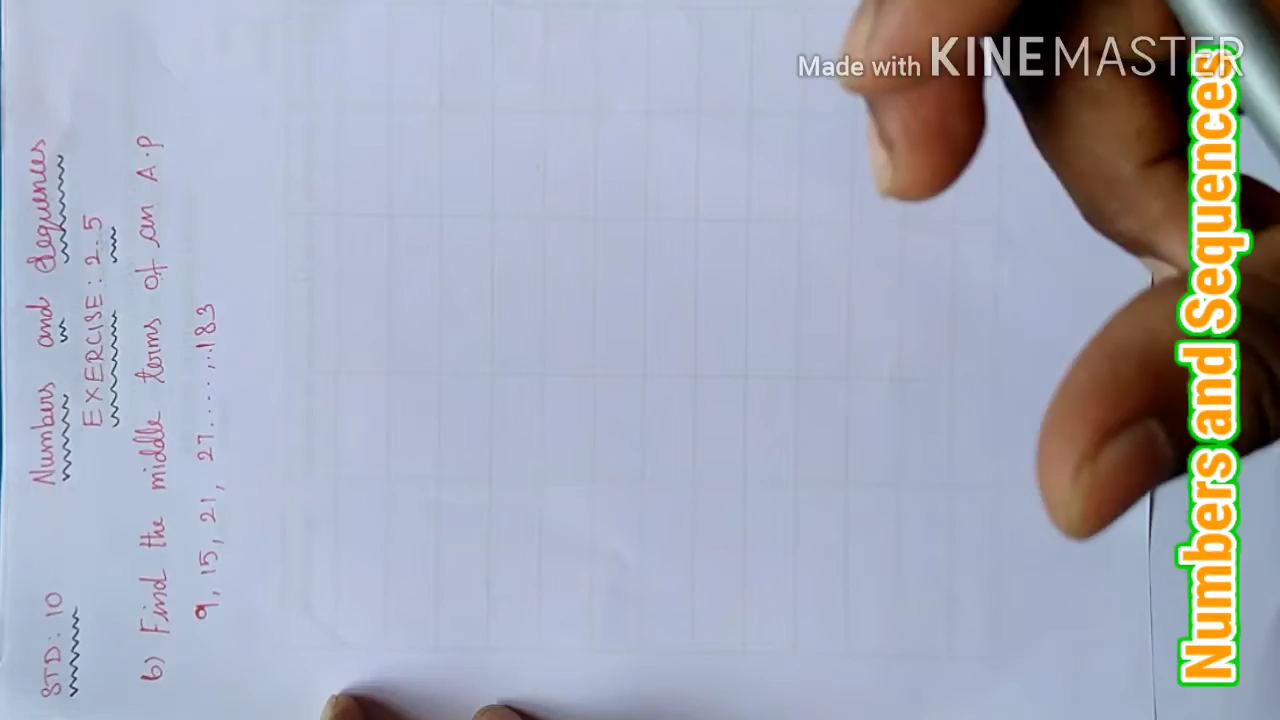 STD: 10 Numbers and Sequences
EXERCISE: 2.5
6) Find the middle terms of an A.P
9, 15, 21, 27.......,183
Made with KINEMASTER
Numbers and Sequences